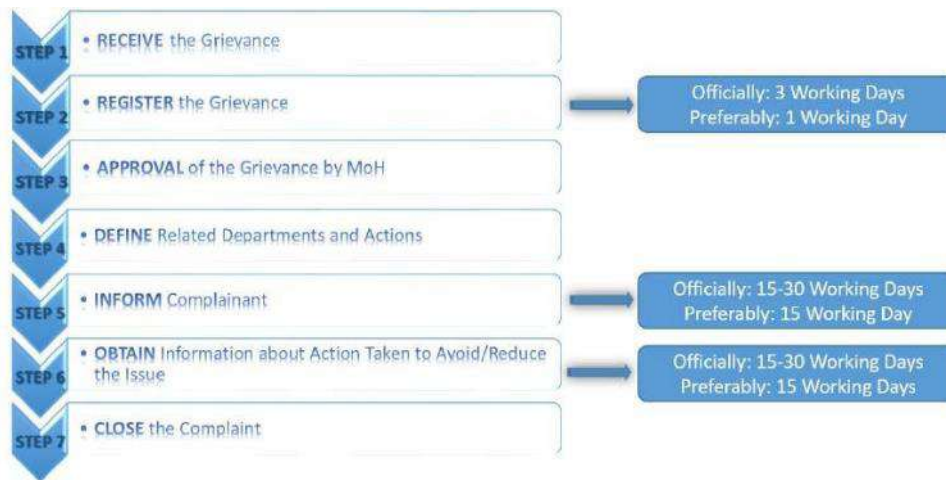 STEP 1
• RECEIVE the Grievance
STEP 2
• REGISTER the Grievance
Officially: 3 Working Days
Preferably: 1 Working Day
STEP 3
• APPROVAL of the Grievance by MoH
STEP 4
• DEFINE Related Departments and Actions
STEP 5
• INFORM Complainant
Officially: 15-30 Working Days
Preferably: 15 Working Day
STEP 6
• OBTAIN Information about Action Taken to Avoid/Reduce
the Issue
Officially: 15-30 Working Days
Preferably: 15 Working Days
STEP 7
• CLOSE the Complaint